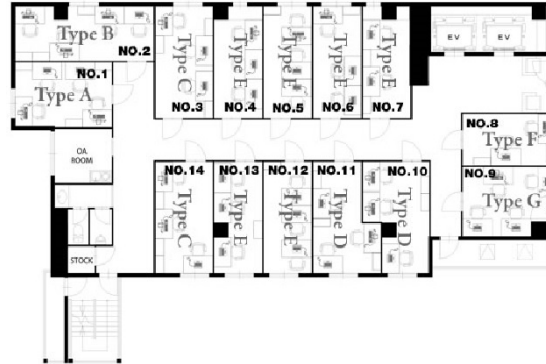 Type B
NO.2
NO.1
Type A
Type C
NO.3
Type E
NO.4
Type E
NO.5
Type E
NO.6
Type E
NO.7
EV
EV
NO.8
Type F
NO.9
Type G
OA
ROOM
NO.14
Type C
NO.13
Type E
NO.12
Type E
NO.11
Type D
NO.10
Type D
STOCK